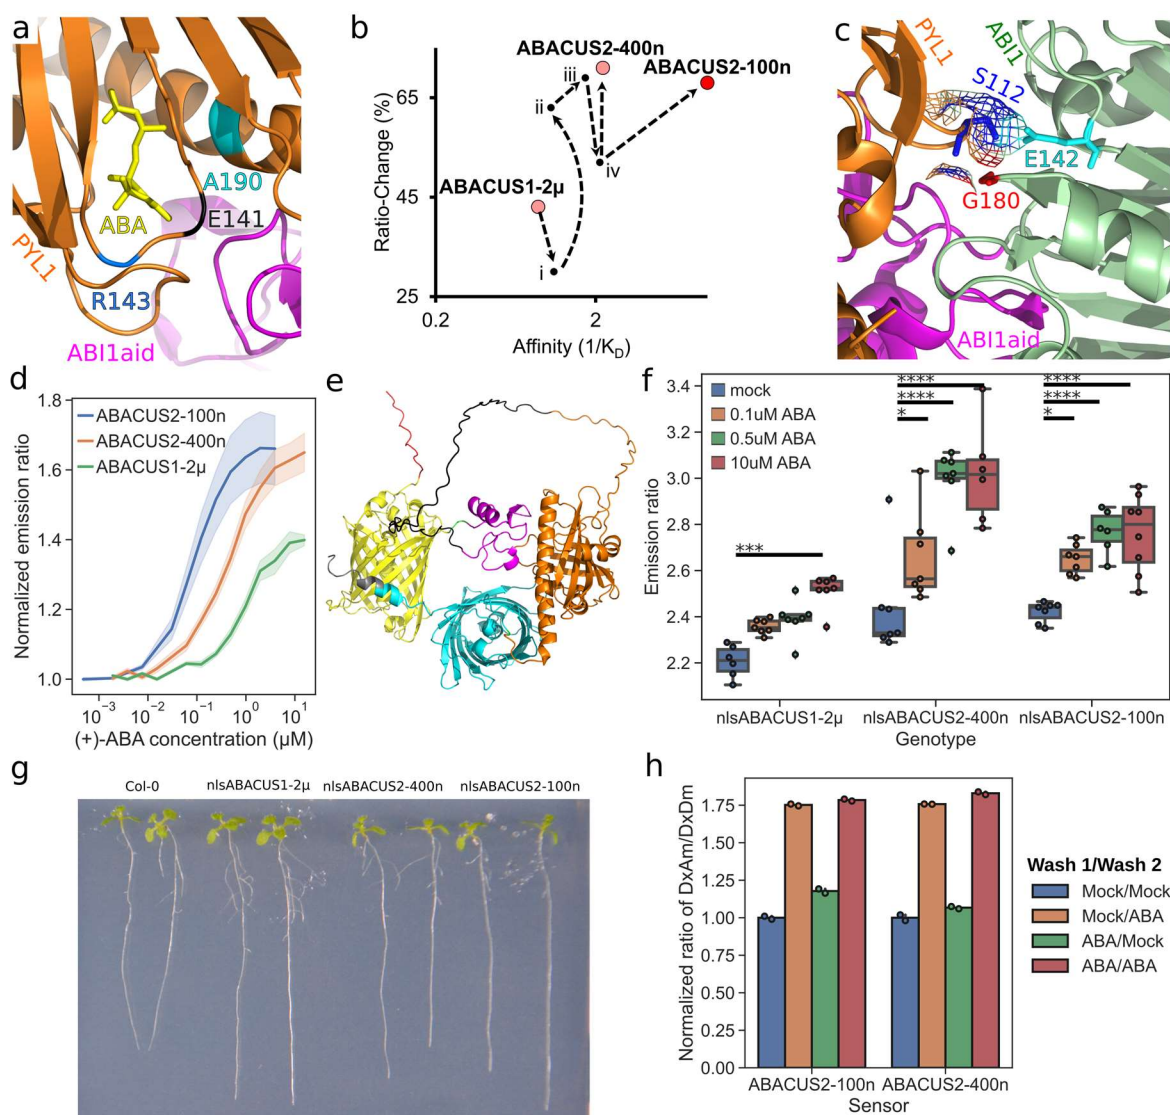 a
ABA
A190
E141
PYL1
R143
ABI1aid
b
Ratio-Change (%)
65
45
25
0.2
2
Affinity (1/K_D)
ABACUS2-400n
ABACUS2-100n
ABACUS1-2μ
i
ii
iii
iv
c
PYL1
ABI1
S112
E142
G180
ABI1aid
d
Normalized emission ratio
1.8
1.6
1.4
1.2
1.0
ABACUS2-100n
ABACUS2-400n
ABACUS1-2μ
10⁻³
10⁻²
10⁻¹
10⁰
10¹
(+)-ABA concentration (μM)
e
f
Emission ratio
3.4
3.2
3.0
2.8
2.6
2.4
2.2
mock
0.1uM ABA
0.5uM ABA
10uM ABA
***
****
****
*
****
****
*
nlsABACUS1-2μ
nlsABACUS2-400n
nlsABACUS2-100n
Genotype
g
Col-0
nlsABACUS1-2μ
nlsABACUS2-400n
nlsABACUS2-100n
h
Normalized ratio of DxAm/DxDm
1.75
1.50
1.25
1.00
0.75
0.50
0.25
0.00
ABACUS2-100n
ABACUS2-400n
Sensor
Wash 1/Wash 2
Mock/Mock
Mock/ABA
ABA/Mock
ABA/ABA